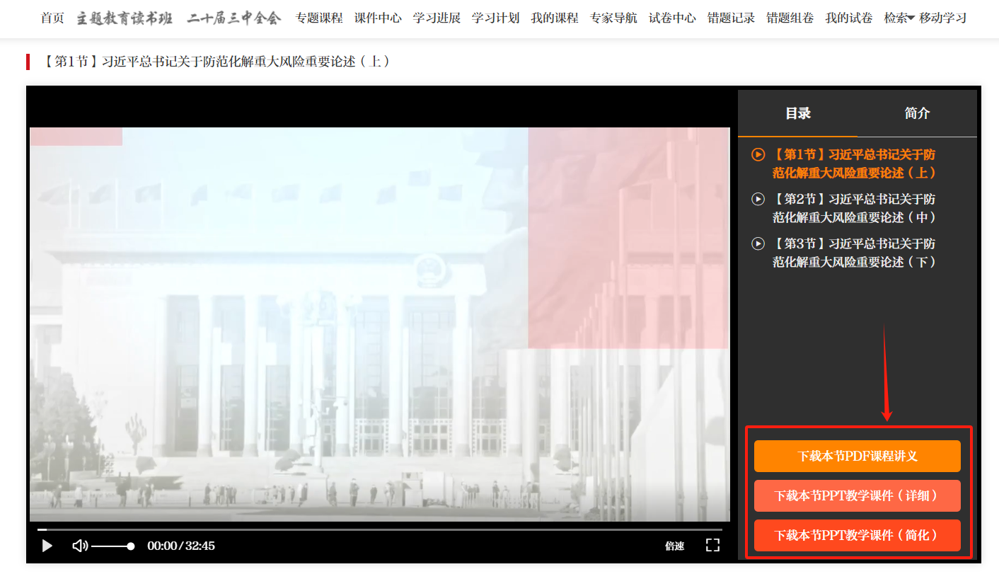 首页 主题教育读书班 二十届三中全会 专题课程 课件中心 学习进展 学习计划 我的课程 专家导航 试卷中心 错题记录 错题组卷 我的试卷 检索 移动学习
【第1节】习近平总书记关于防范化解重大风险重要论述（上）
目录 简介
【第1节】习近平总书记关于防
范化解重大风险重要论述（上）
【第2节】习近平总书记关于防
范化解重大风险重要论述（中）
【第3节】习近平总书记关于防
范化解重大风险重要论述（下）
下载本节PDF课程讲义
下载本节PPT教学课件（详细）
下载本节PPT教学课件（简化）
00:00/32:45 倍速